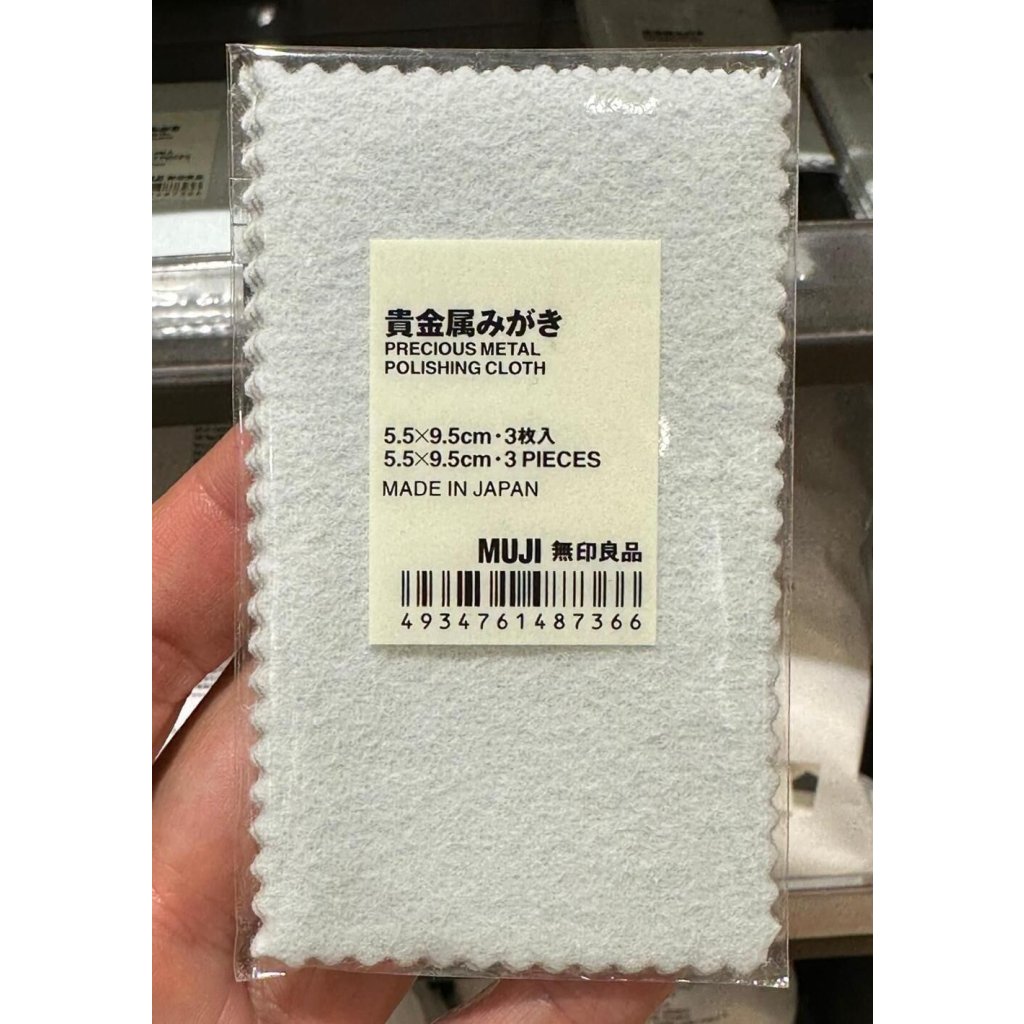 貴金属みがき
PRECIOUS METAL
POLISHING CLOTH
5.5×9.5cm・3枚入
5.5×9.5cm・3 PIECES
MADE IN JAPAN
MUJI 無印良品
4934761487366